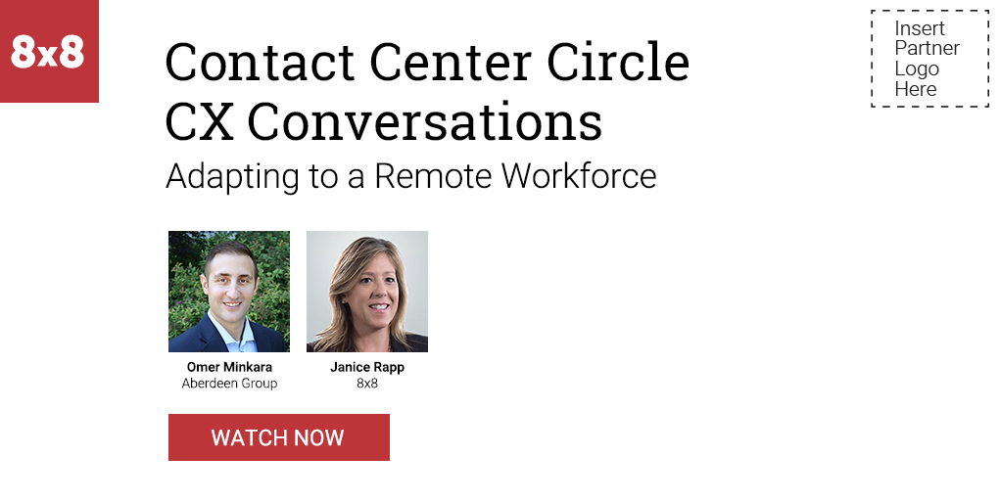 8x8
Contact Center Circle
CX Conversations
Adapting to a Remote Workforce
Insert
Partner
Logo
Here
Omer Minkara
Aberdeen Group
Janice Rapp
8x8
WATCH NOW